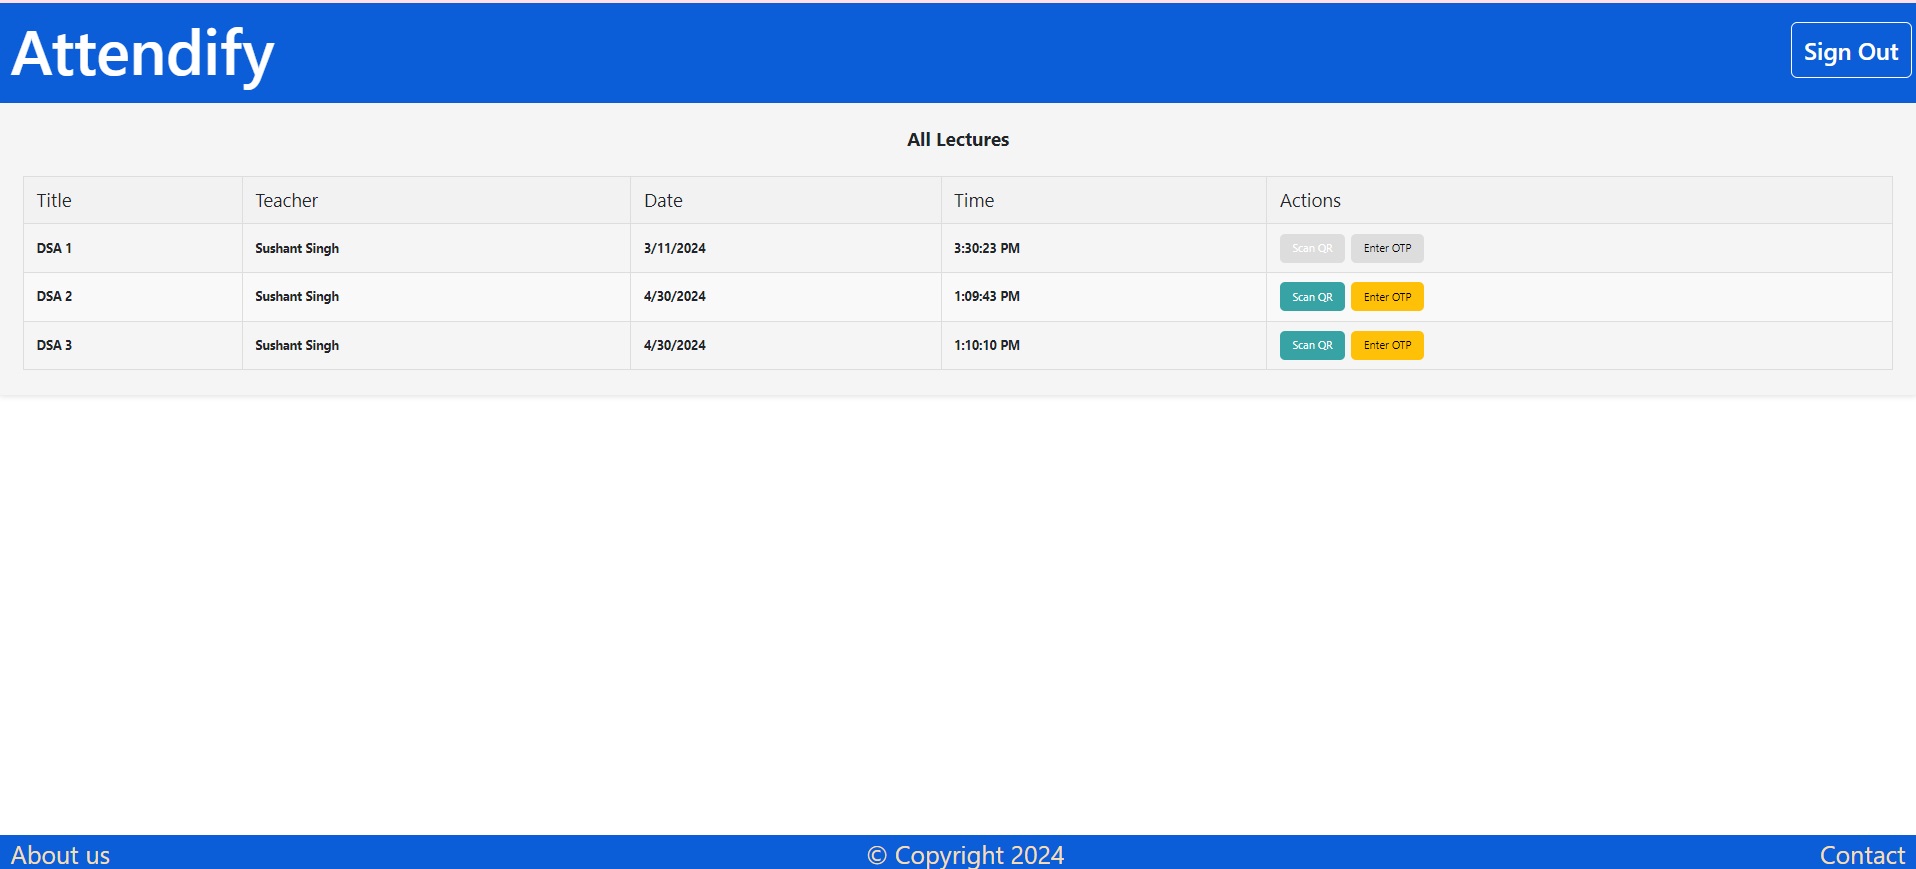 Attendify
Sign Out
All Lectures
Title Teacher Date Time Actions
DSA 1 Sushant Singh 3/11/2024 3:30:23 PM Scan QR Enter OTP
DSA 2 Sushant Singh 4/30/2024 1:09:43 PM Scan QR Enter OTP
DSA 3 Sushant Singh 4/30/2024 1:10:10 PM Scan QR Enter OTP
About us © Copyright 2024 Contact